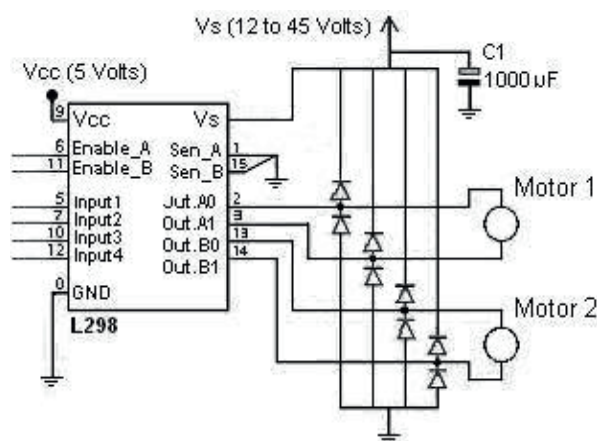 Vs (12 to 45 Volts)
C1
1000 µF
Vcc (5 Volts)
9
Vcc
Vs
6
Enable_A
Sen_A
1
11
Enable_B
Sen_B
15
5
Input1
Jut.A0
2
7
Input2
Out.A1
3
10
Input3
Out.B0
13
12
Input4
Out.B1
14
0
GND
L298
Motor 1
Motor 2